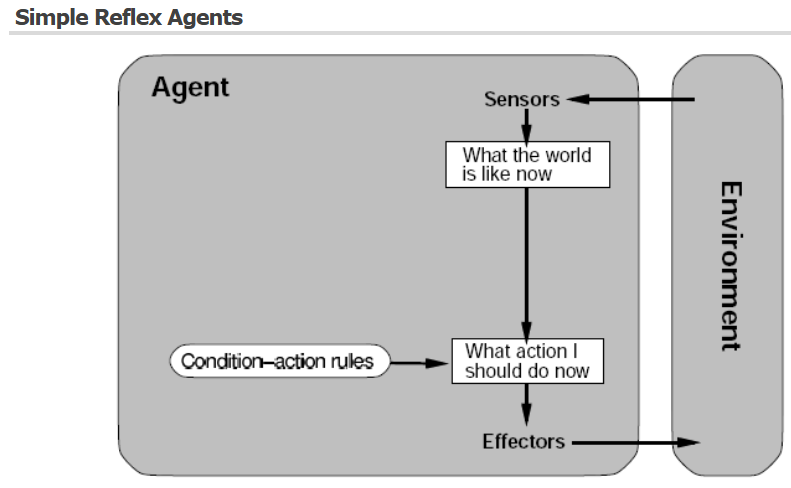 Simple Reflex Agents
Agent
Sensors
What the world
is like now
Environment
Condition–action rules
What action I
should do now
Effectors